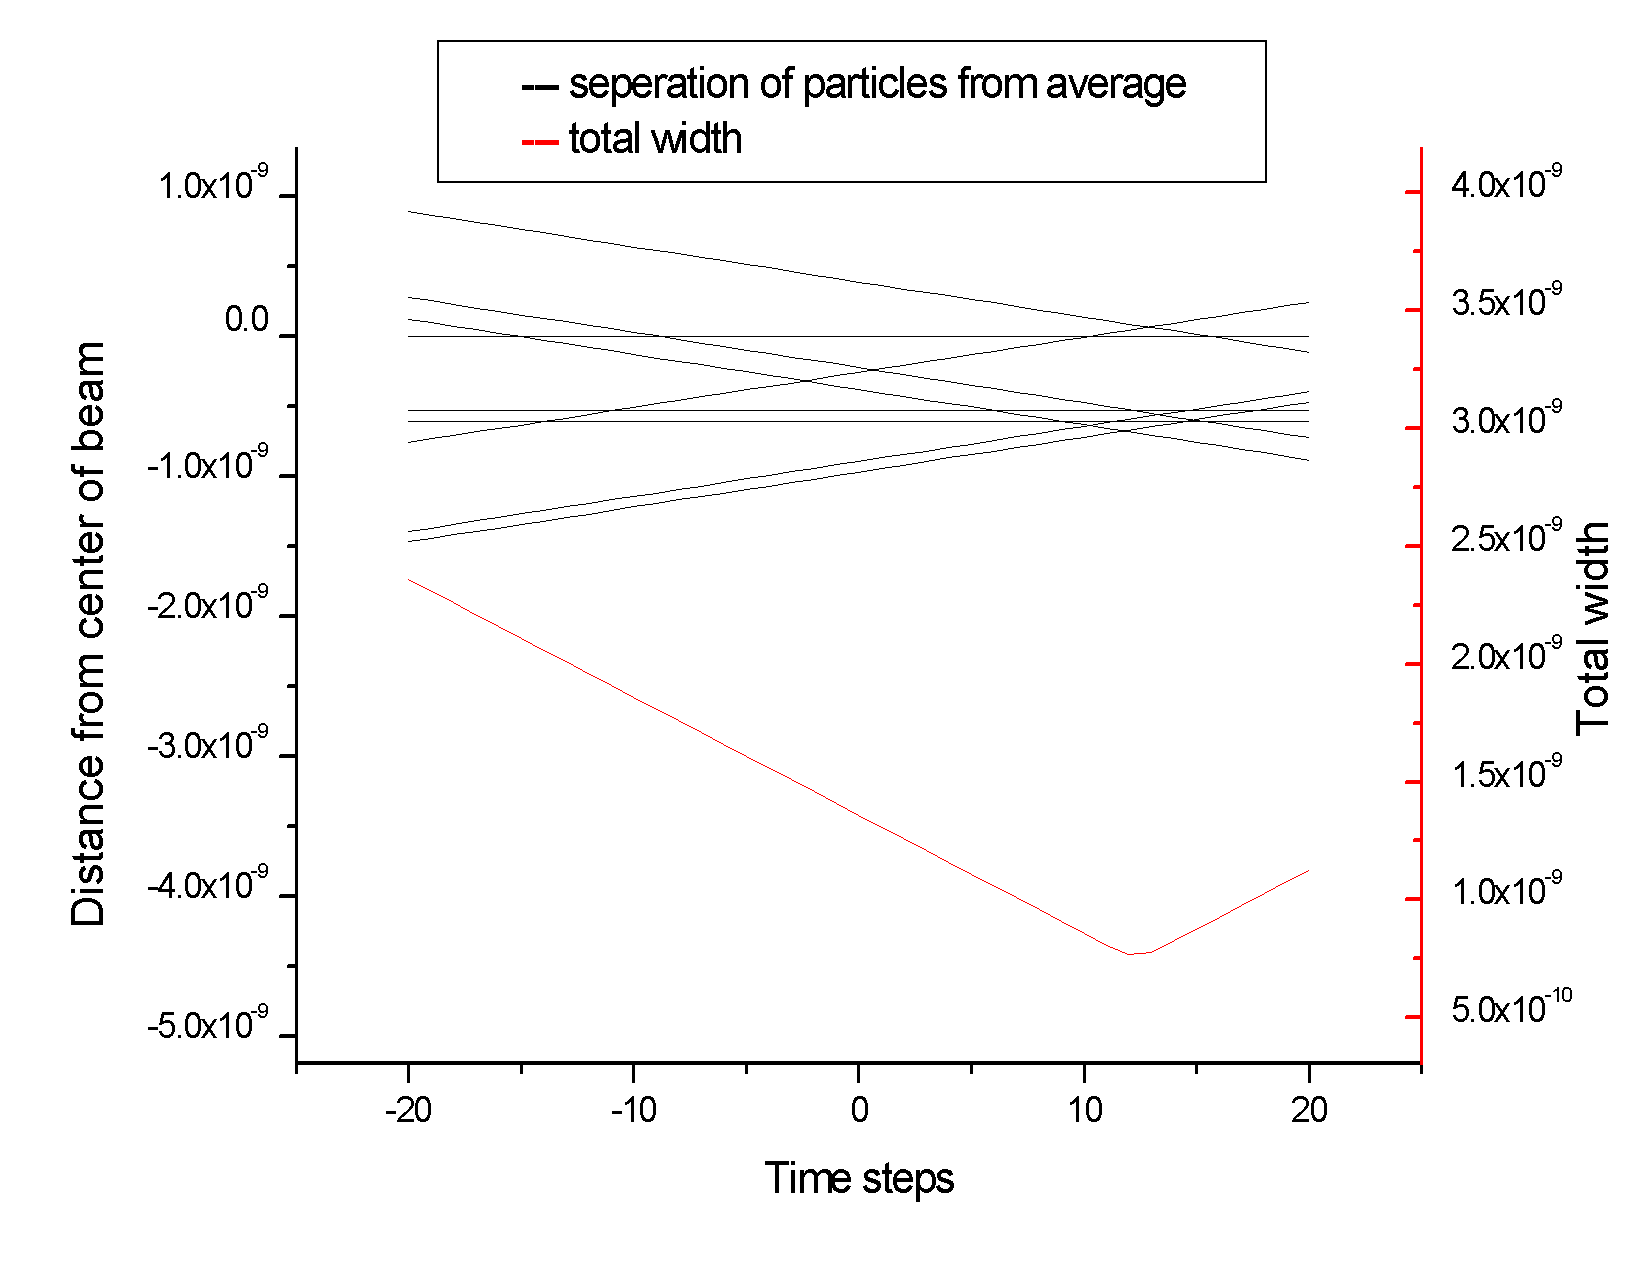 --- seperation of particles from average
--- total width
1.0x10⁻⁹
0.0
-1.0x10⁻⁹
-2.0x10⁻⁹
-3.0x10⁻⁹
-4.0x10⁻⁹
-5.0x10⁻⁹
Distance from center of beam
4.0x10⁻⁹
3.5x10⁻⁹
3.0x10⁻⁹
2.5x10⁻⁹
2.0x10⁻⁹
1.5x10⁻⁹
1.0x10⁻⁹
5.0x10⁻¹⁰
Total width
-20 -10 0 10 20
Time steps